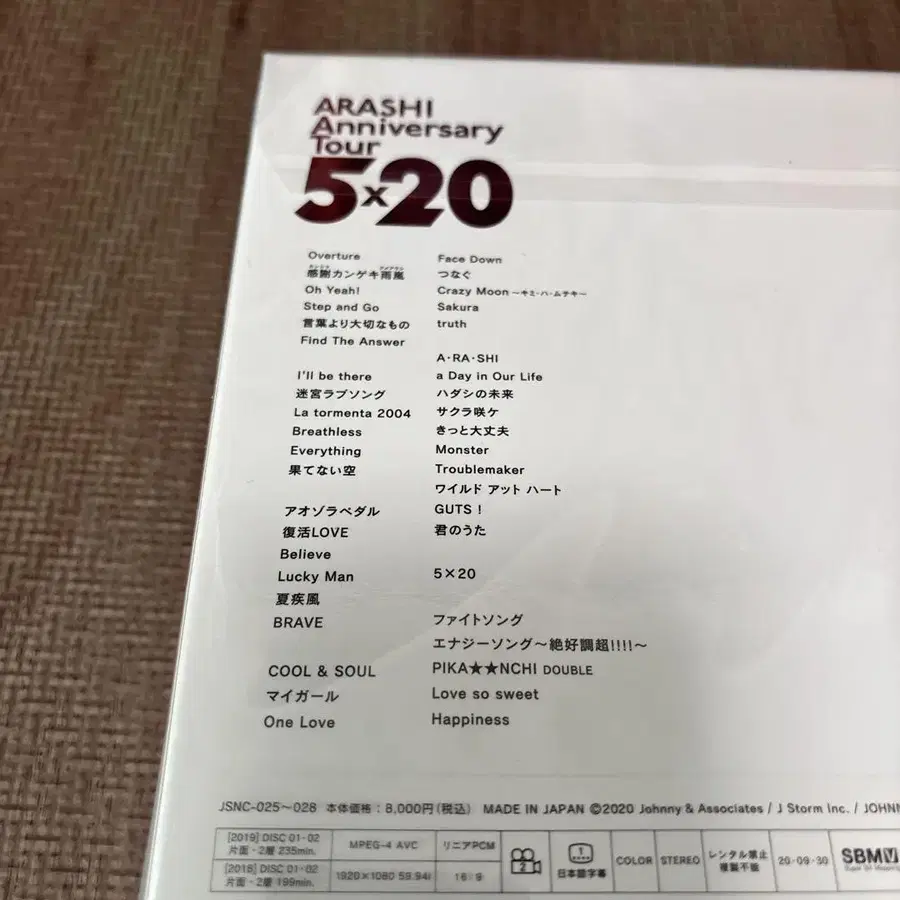 ARASHI
Anniversary
Tour
5×20
Overture
感謝カンゲキ雨嵐
Oh Yeah!
Step and Go
言葉より大切なもの
Find The Answer
I'll be there
迷宮ラブソング
La tormenta 2004
Breathless
Everything
果てない空
アオゾラペダル
復活LOVE
Believe
Lucky Man
夏疾風
BRAVE
COOL & SOUL
マイガール
One Love
Face Down
つなぐ
Crazy Moon ～キミ・ハ・ムテキ～
Sakura
truth
A・RA・SHI
a Day in Our Life
ハダシの未来
サクラ咲ケ
きっと大丈夫
Monster
Troublemaker
ワイルド アット ハート
GUTS !
君のうた
5×20
ファイトソング
エナジーソング～絶好調超!!!!～
PIKA★★NCHI DOUBLE
Love so sweet
Happiness
JSNC-025～028 本体価格：8,000円(税込) MADE IN JAPAN ©2020 Johnny & Associates / J Storm Inc. / JOHN
[2019] DISC 01-02
片面・2層 235min.
MPEG-4 AVC
リニアPCM
2
1
日本語字幕
COLOR
STEREO
レンタル禁止
複製不能
20・09・30
SBMV
[2018] DISC 01-02
片面・2層 199min.
1920×1080 59.94i
16:9